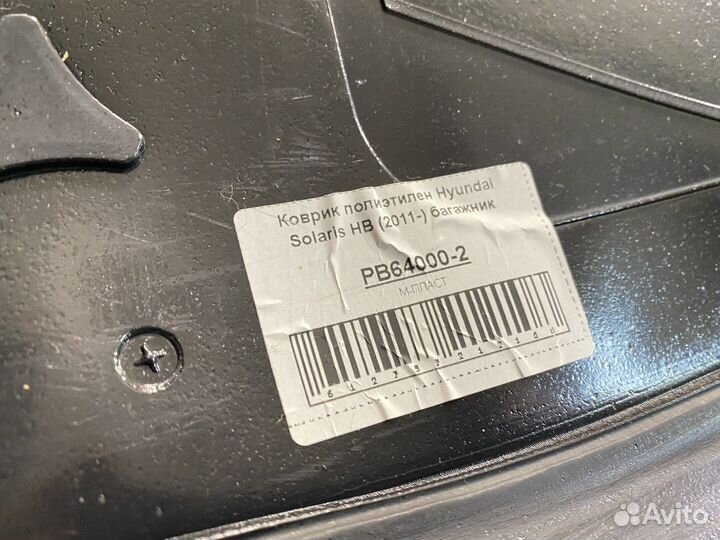 Коврик полиэтилен Hyundai
Solaris HB (2011-) багажник
PB64000-2
М-ПЛАСТ
Avito